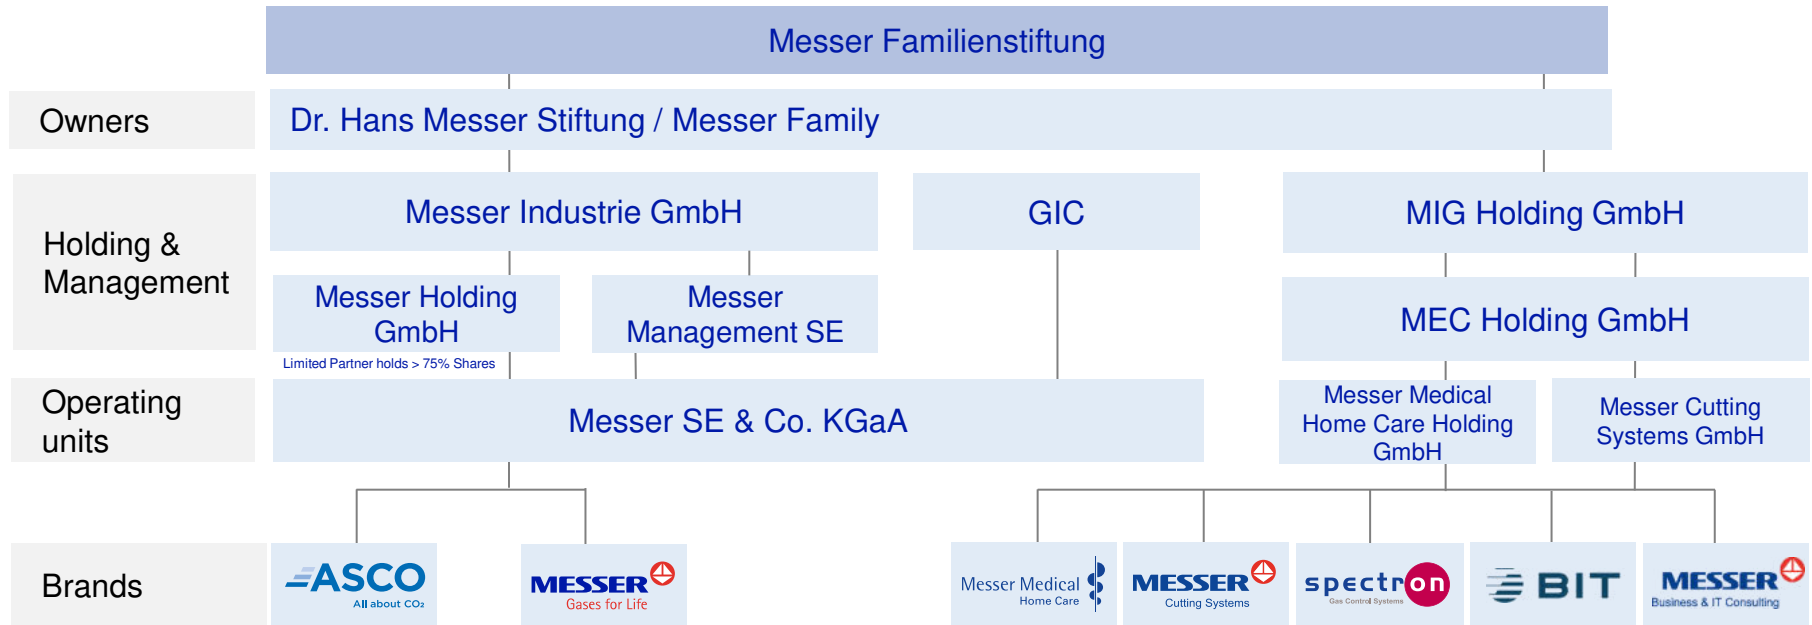 Messer Familienstiftung
Owners
Dr. Hans Messer Stiftung / Messer Family
Holding &
Management
Messer Industrie GmbH
GIC
MIG Holding GmbH
Messer Holding
GmbH
Messer
Management SE
MEC Holding GmbH
Limited Partner holds > 75% Shares
Operating
units
Messer SE & Co. KGaA
Messer Medical
Home Care Holding
GmbH
Messer Cutting
Systems GmbH
Brands
ASCO
All about CO₂
MESSER
Gases for Life
Messer Medical
Home Care
MESSER
Cutting Systems
spectron
Gas Control Systems
BIT
MESSER
Business & IT Consulting